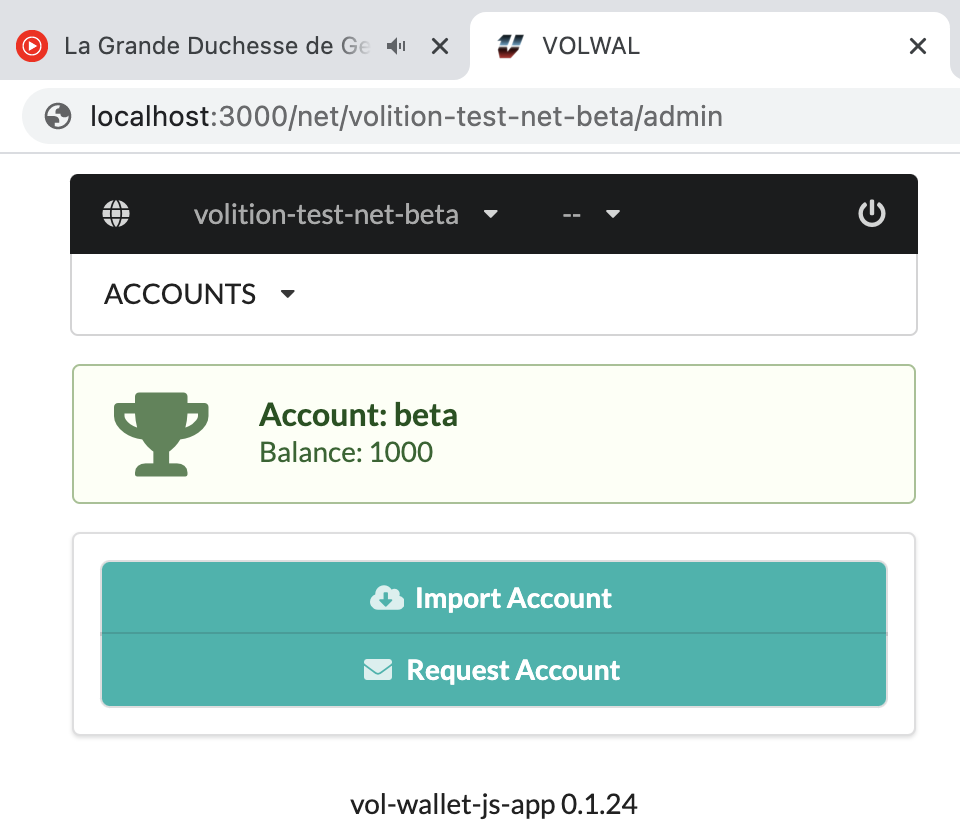 La Grande Duchesse de Ge
VOLWAL
localhost:3000/net/volition-test-net-beta/admin
volition-test-net-beta
--
ACCOUNTS
Account: beta
Balance: 1000
Import Account
Request Account
vol-wallet-js-app 0.1.24